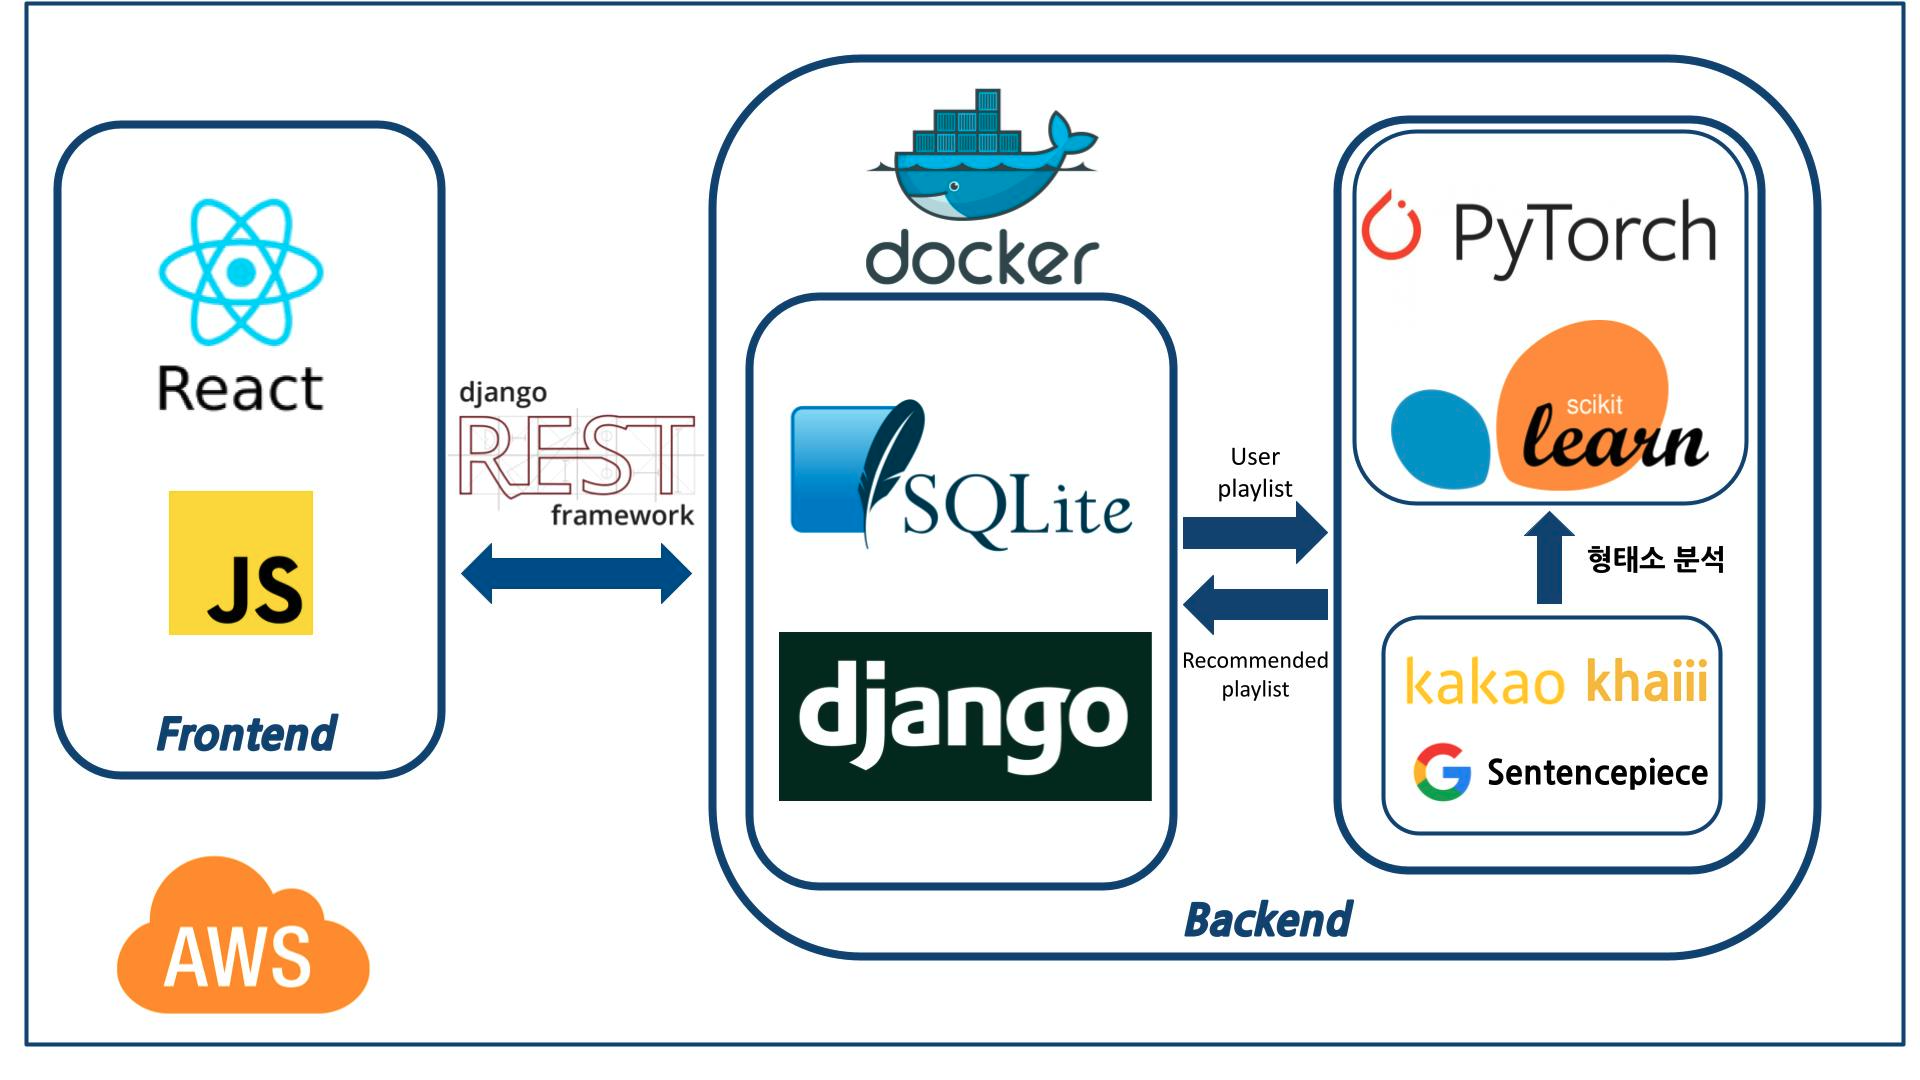 React
JS
Frontend
AWS
django
REST
framework
docker
SQLite
django
User
playlist
Recommended
playlist
PyTorch
scikit
learn
형태소 분석
kakao khaiii
G Sentencepiece
Backend